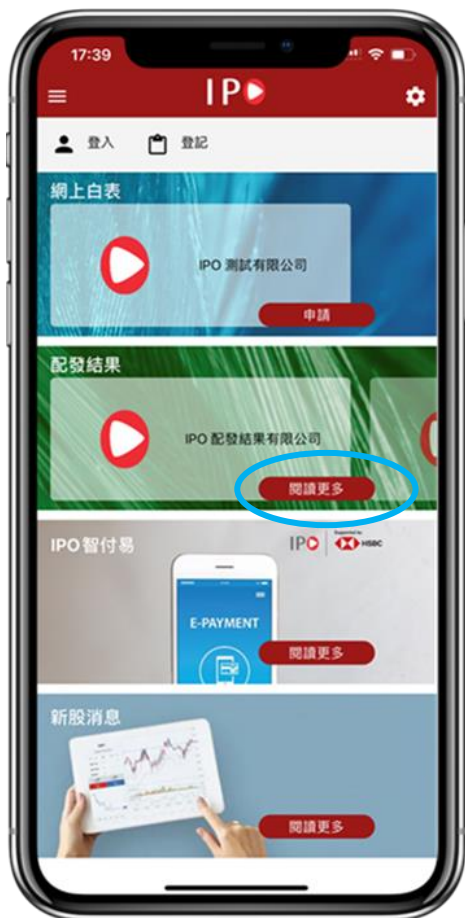 17:39
IPO
登入 登記
網上白表
IPO 測試有限公司
申請
配發結果
IPO 配發結果有限公司
閱讀更多
IPO智付易
IPO
Supported by
HSBC
E-PAYMENT
閱讀更多
新股消息
閱讀更多